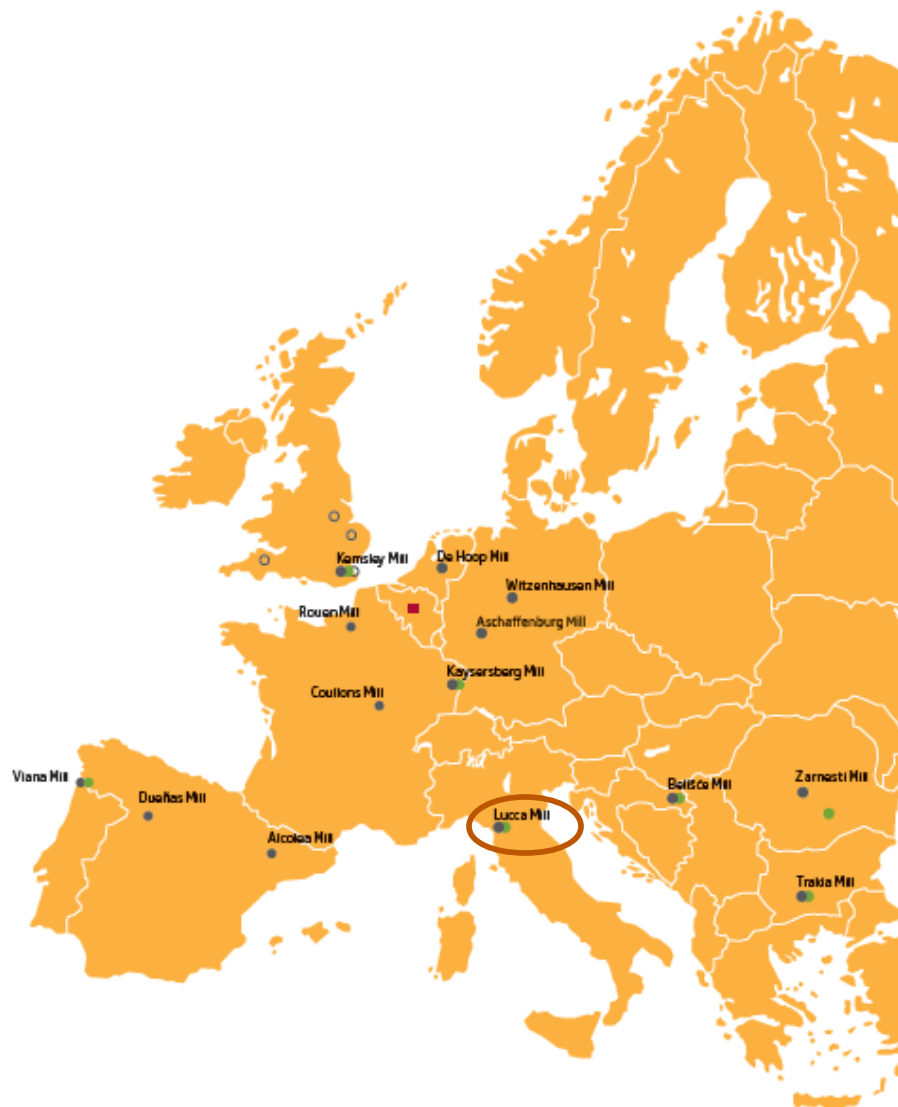 Kemsley Mill
De Hoop Mill
Witzenhausen Mill
Rouen Mill
Aschaffenburg Mill
Kaysersberg Mill
Coullons Mill
Viana Mill
Dueñas Mill
Belišće Mill
Zarnesti Mill
Lucca Mill
Alcolea Mill
Trakia Mill